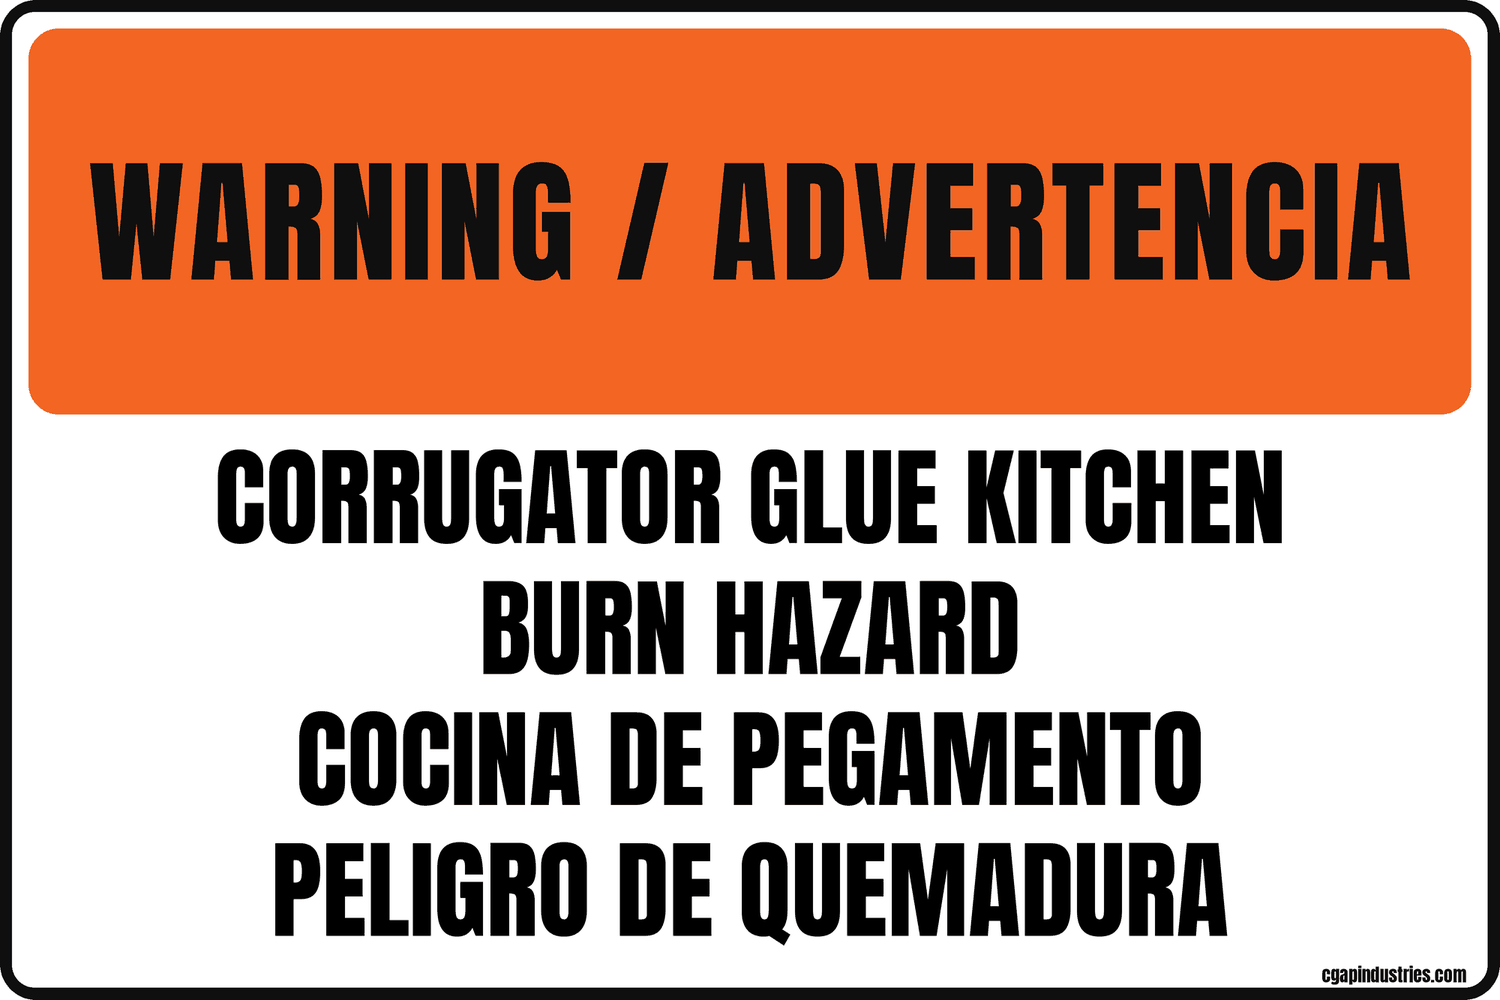 WARNING / ADVERTENCIA
CORRUGATOR GLUE KITCHEN
BURN HAZARD
COCINA DE PEGAMENTO
PELIGRO DE QUEMADURA
cgapindustries.com